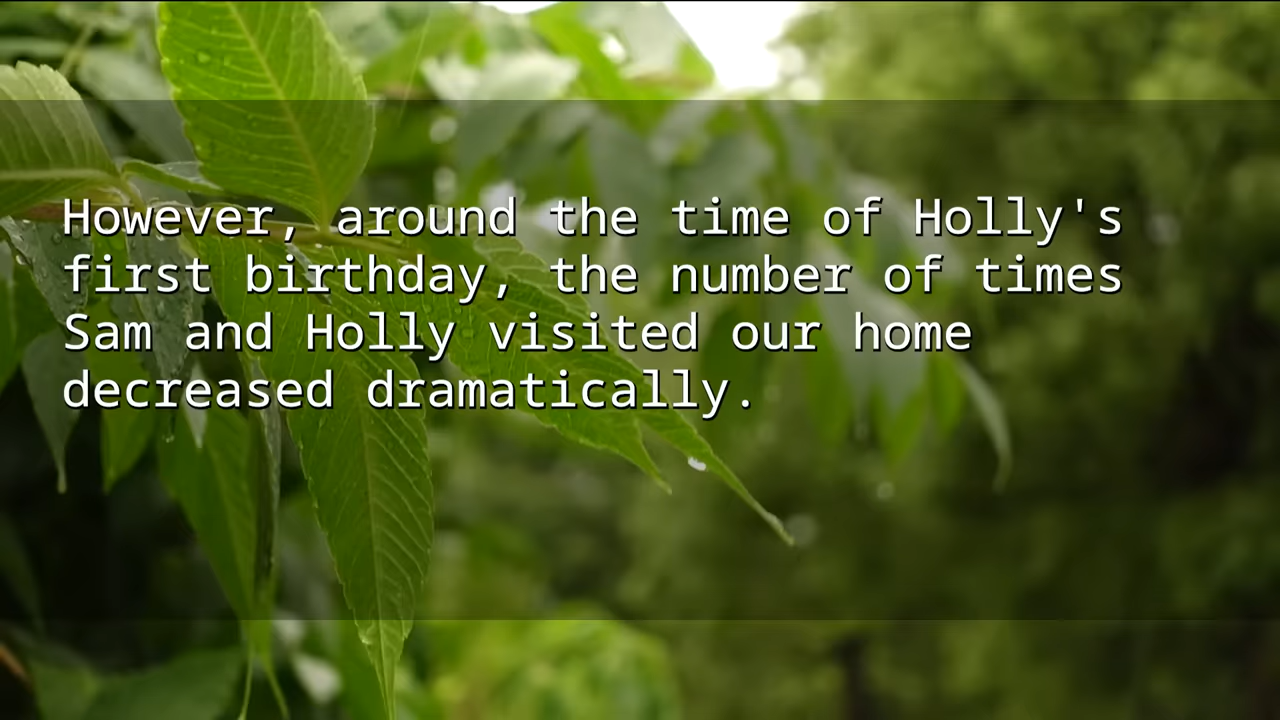 However, around the time of Holly's
first birthday, the number of times
Sam and Holly visited our home
decreased dramatically.